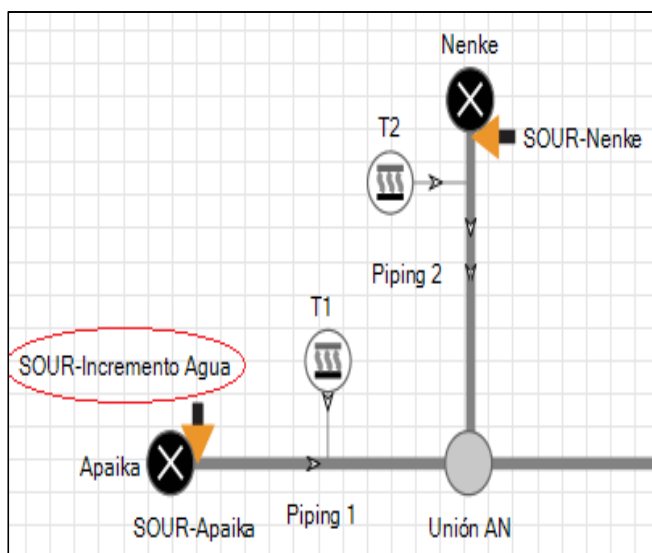 Nenke
T2
SOUR-Nenke
Piping 2
T1
SOUR-Incremento Agua
Apaika
Piping 1
SOUR-Apaika
Unión AN